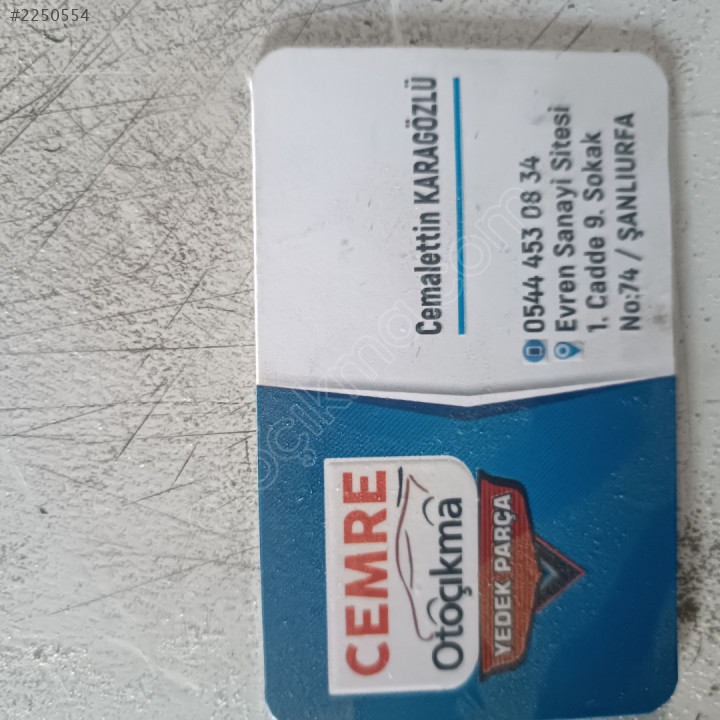 #2250554
CEMRE
Otoçıkma
YEDEK PARÇA
Cemalettin KARAGÖZLÜ
0544 453 08 34
Evren Sanayi Sitesi
1. Cadde 9. Sokak
No:74 / ŞANLIURFA